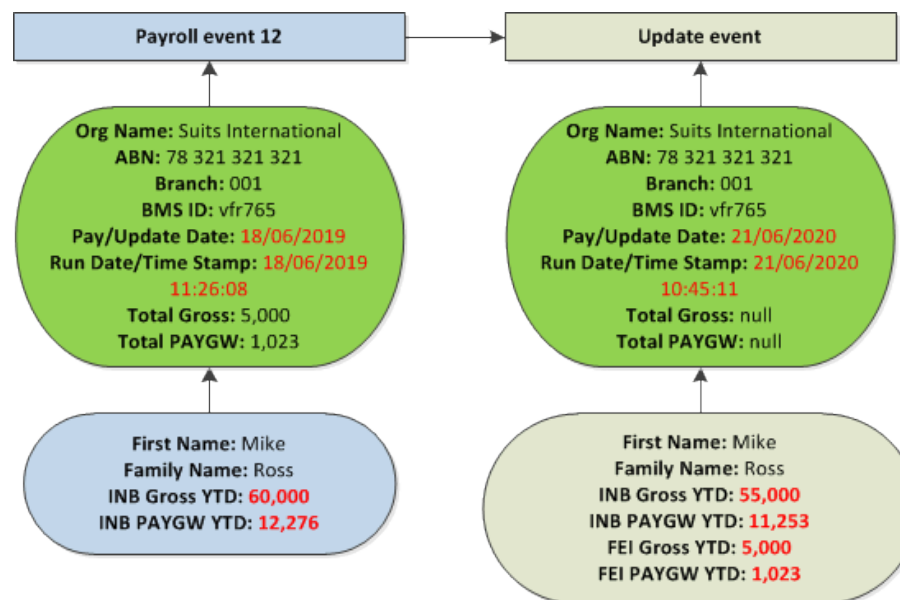 Payroll event 12
Update event
Org Name: Suits International
ABN: 78 321 321 321
Branch: 001
BMS ID: vfr765
Pay/Update Date: 18/06/2019
Run Date/Time Stamp: 18/06/2019
11:26:08
Total Gross: 5,000
Total PAYGW: 1,023
Org Name: Suits International
ABN: 78 321 321 321
Branch: 001
BMS ID: vfr765
Pay/Update Date: 21/06/2020
Run Date/Time Stamp: 21/06/2020
10:45:11
Total Gross: null
Total PAYGW: null
First Name: Mike
Family Name: Ross
INB Gross YTD: 60,000
INB PAYGW YTD: 12,276
First Name: Mike
Family Name: Ross
INB Gross YTD: 55,000
INB PAYGW YTD: 11,253
FEI Gross YTD: 5,000
FEI PAYGW YTD: 1,023